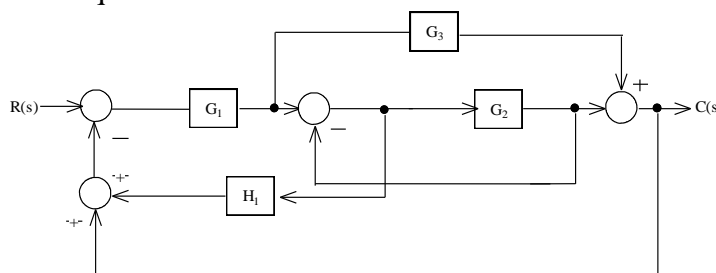 G3
+
R(s)
G1
G2
C(s
−
−
-+-
H1
-+-